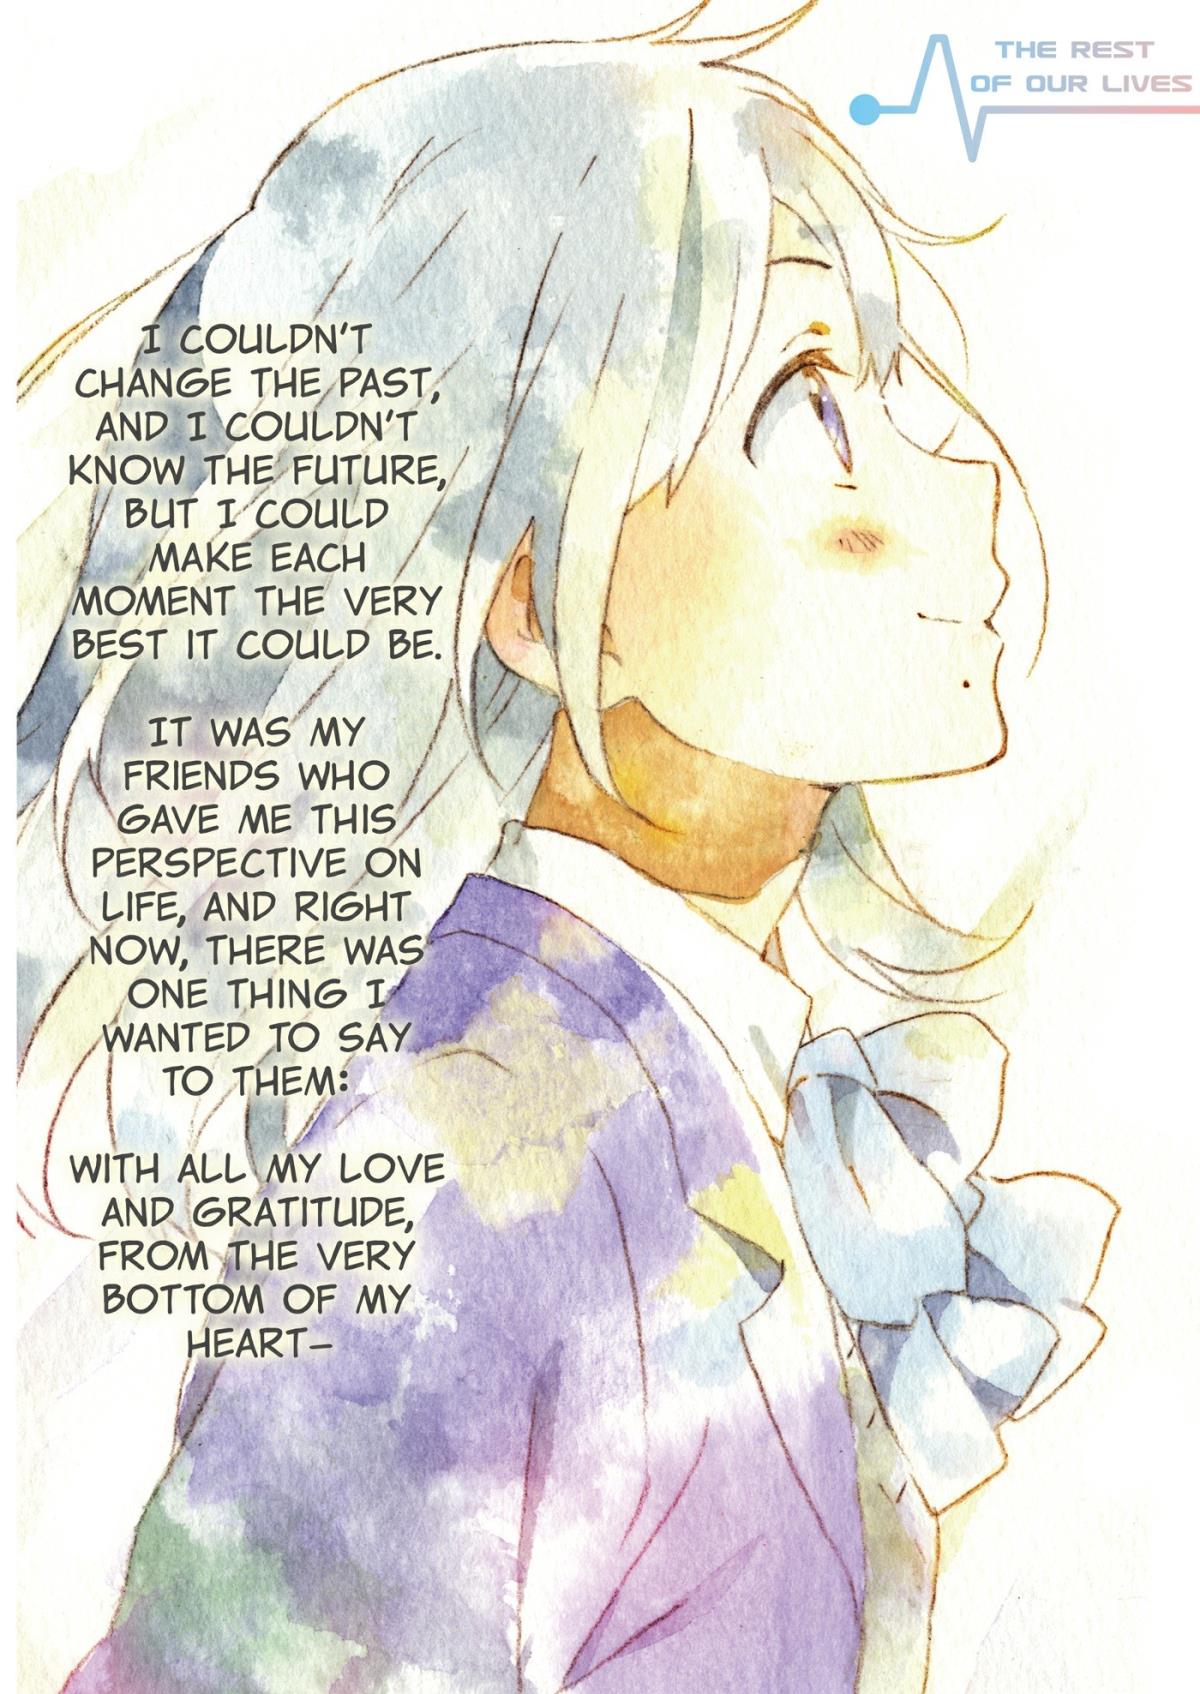 THE REST
OF OUR LIVES
I COULDN'T
CHANGE THE PAST,
AND I COULDN'T
KNOW THE FUTURE,
BUT I COULD
MAKE EACH
MOMENT THE VERY
BEST IT COULD BE.
IT WAS MY
FRIENDS WHO
GAVE ME THIS
PERSPECTIVE ON
LIFE, AND RIGHT
NOW, THERE WAS
ONE THING I
WANTED TO SAY
TO THEM:
WITH ALL MY LOVE
AND GRATITUDE,
FROM THE VERY
BOTTOM OF MY
HEART—